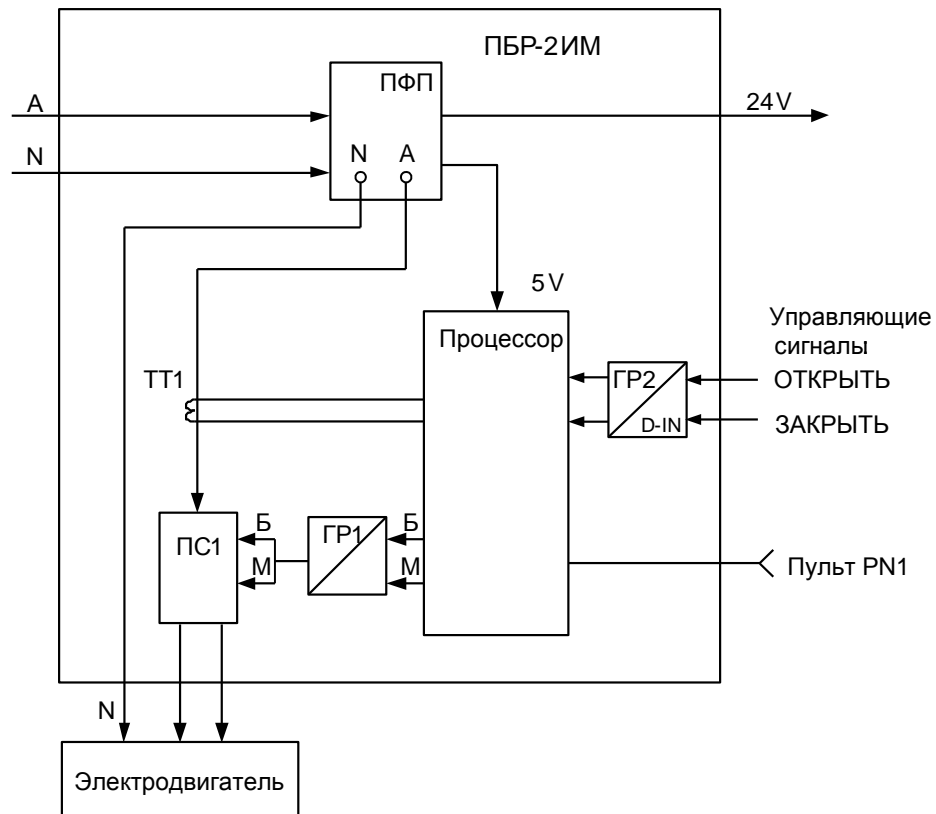 ПБР-2ИМ
ПФП
A
24V
N
N A
5V
Процессор
Управляющие
сигналы
ГР2
ОТКРЫТЬ
D-IN
ЗАКРЫТЬ
ТТ1
Б
ГР1
Б
ПС1
М
М
Пульт PN1
N
Электродвигатель